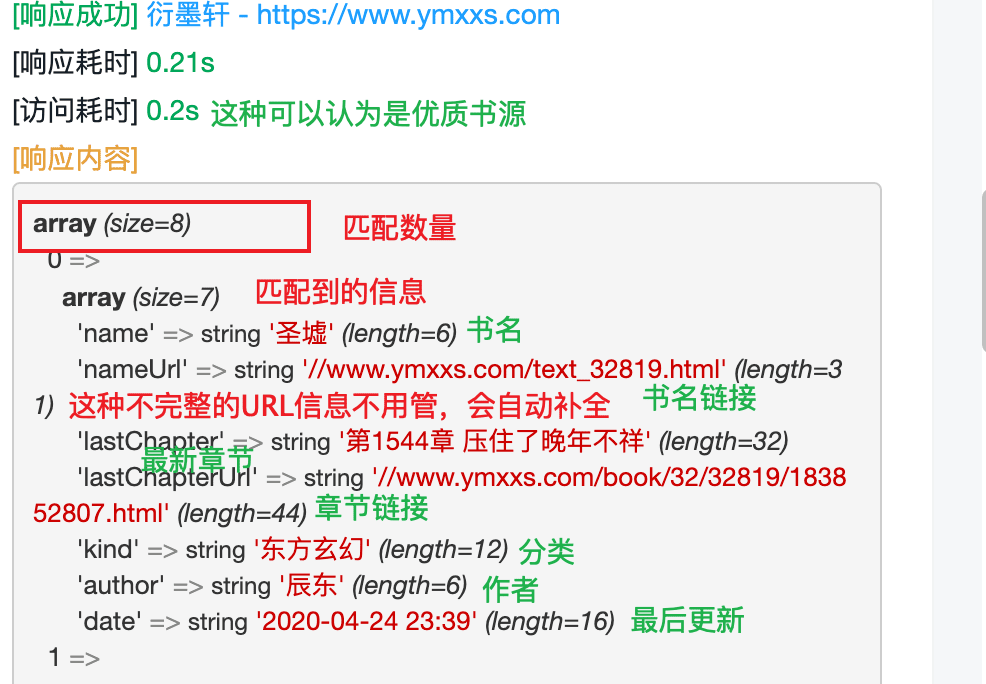 [响应成功] 衍墨轩 - https://www.ymxxs.com
[响应耗时] 0.21s
[访问耗时] 0.2s 这种可以认为是优质书源
[响应内容]
array (size=8) 匹配数量
0 =>
array (size=7) 匹配到的信息
'name' => string '圣墟' (length=6) 书名
'nameUrl' => string '//www.ymxxs.com/text_32819.html' (length=3
1) 这种不完整的URL信息不用管，会自动补全 书名链接
'lastChapter' => string '第1544章 压住了晚年不祥' (length=32)
最新章节
'lastChapterUrl' => string '//www.ymxxs.com/book/32/32819/1838
52807.html' (length=44) 章节链接
'kind' => string '东方玄幻' (length=12) 分类
'author' => string '辰东' (length=6) 作者
'date' => string '2020-04-24 23:39' (length=16) 最后更新
1 =>